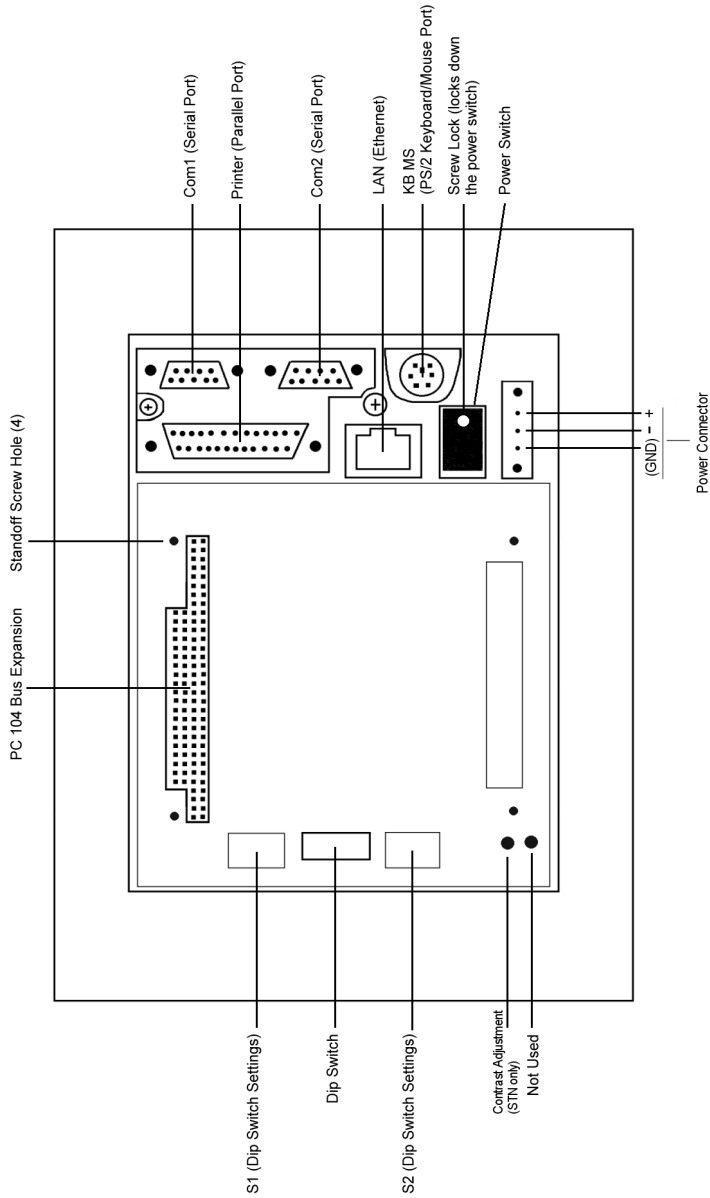 Com1 (Serial Port)
Printer (Parallel Port)
Com2 (Serial Port)
LAN (Ethernet)
KB MS
(PS/2 Keyboard/Mouse Port)
Screw Lock (locks down
the power switch)
Power Switch
Standoff Screw Hole (4)
PC 104 Bus Expansion
(GND) − +
Power Connector
S1 (Dip Switch Settings)
Dip Switch
S2 (Dip Switch Settings)
Contrast Adjustment
(STN only)
Not Used